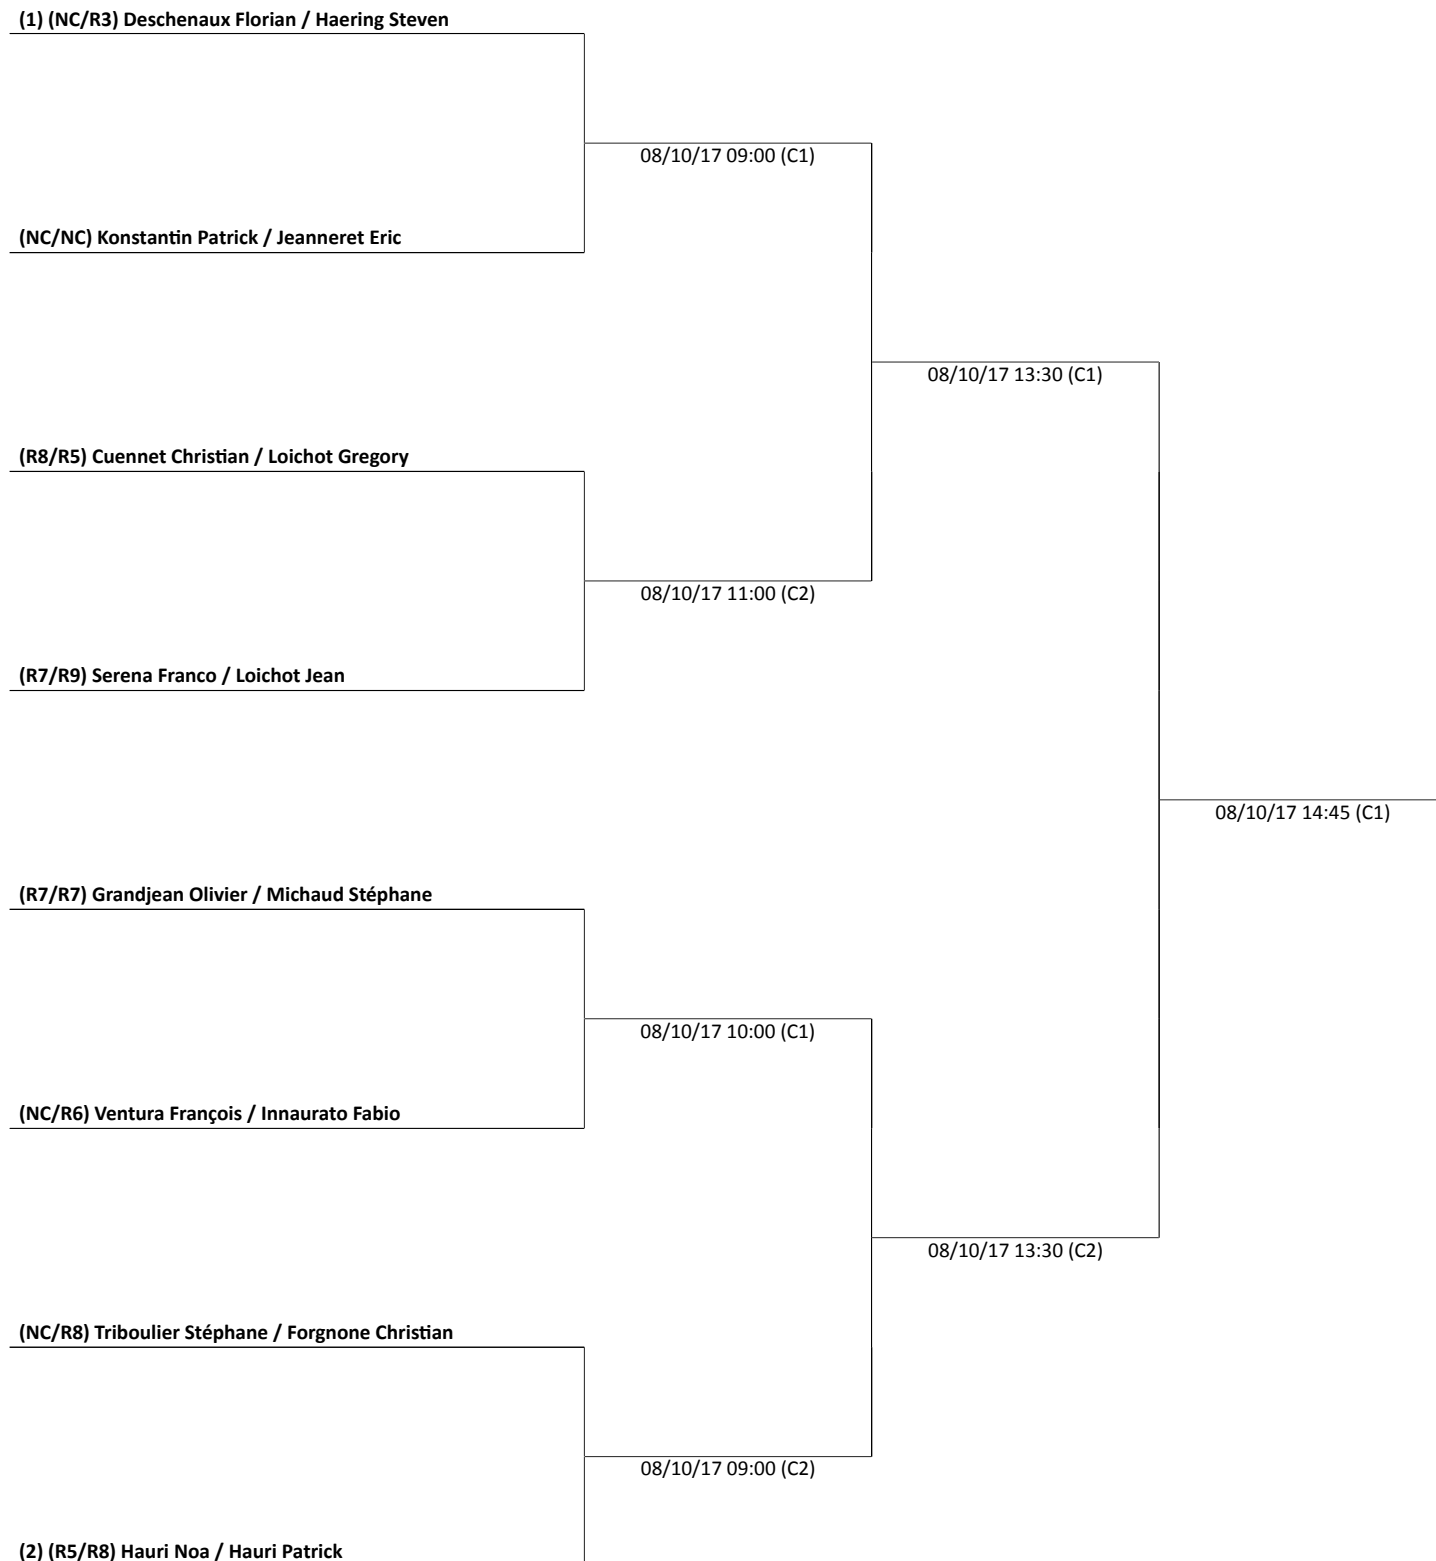 (1) (NC/R3) Deschenaux Florian / Haering Steven
08/10/17 09:00 (C1)
(NC/NC) Konstantin Patrick / Jeanneret Eric
08/10/17 13:30 (C1)
(R8/R5) Cuennet Christian / Loichot Gregory
08/10/17 11:00 (C2)
(R7/R9) Serena Franco / Loichot Jean
08/10/17 14:45 (C1)
(R7/R7) Grandjean Olivier / Michaud Stéphane
08/10/17 10:00 (C1)
(NC/R6) Ventura François / Innaurato Fabio
08/10/17 13:30 (C2)
(NC/R8) Triboulier Stéphane / Forgnone Christian
08/10/17 09:00 (C2)
(2) (R5/R8) Hauri Noa / Hauri Patrick